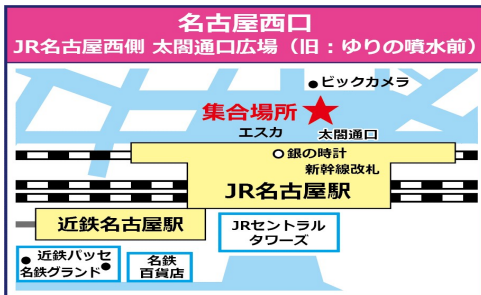 名古屋西口
JR名古屋西側 太閤通口広場（旧：ゆりの噴水前）
ビックカメラ
集合場所
エスカ
太閤通口
銀の時計
新幹線改札
JR名古屋駅
近鉄名古屋駅
JRセントラル
タワーズ
近鉄パッセ
名鉄グランド
名鉄
百貨店